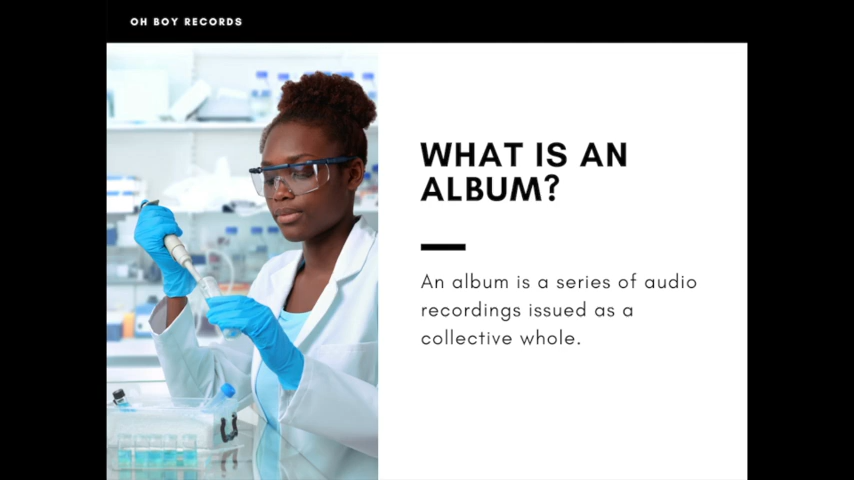 OH BOY RECORDS
WHAT IS AN
ALBUM?
An album is a series of audio
recordings issued as a
collective whole.